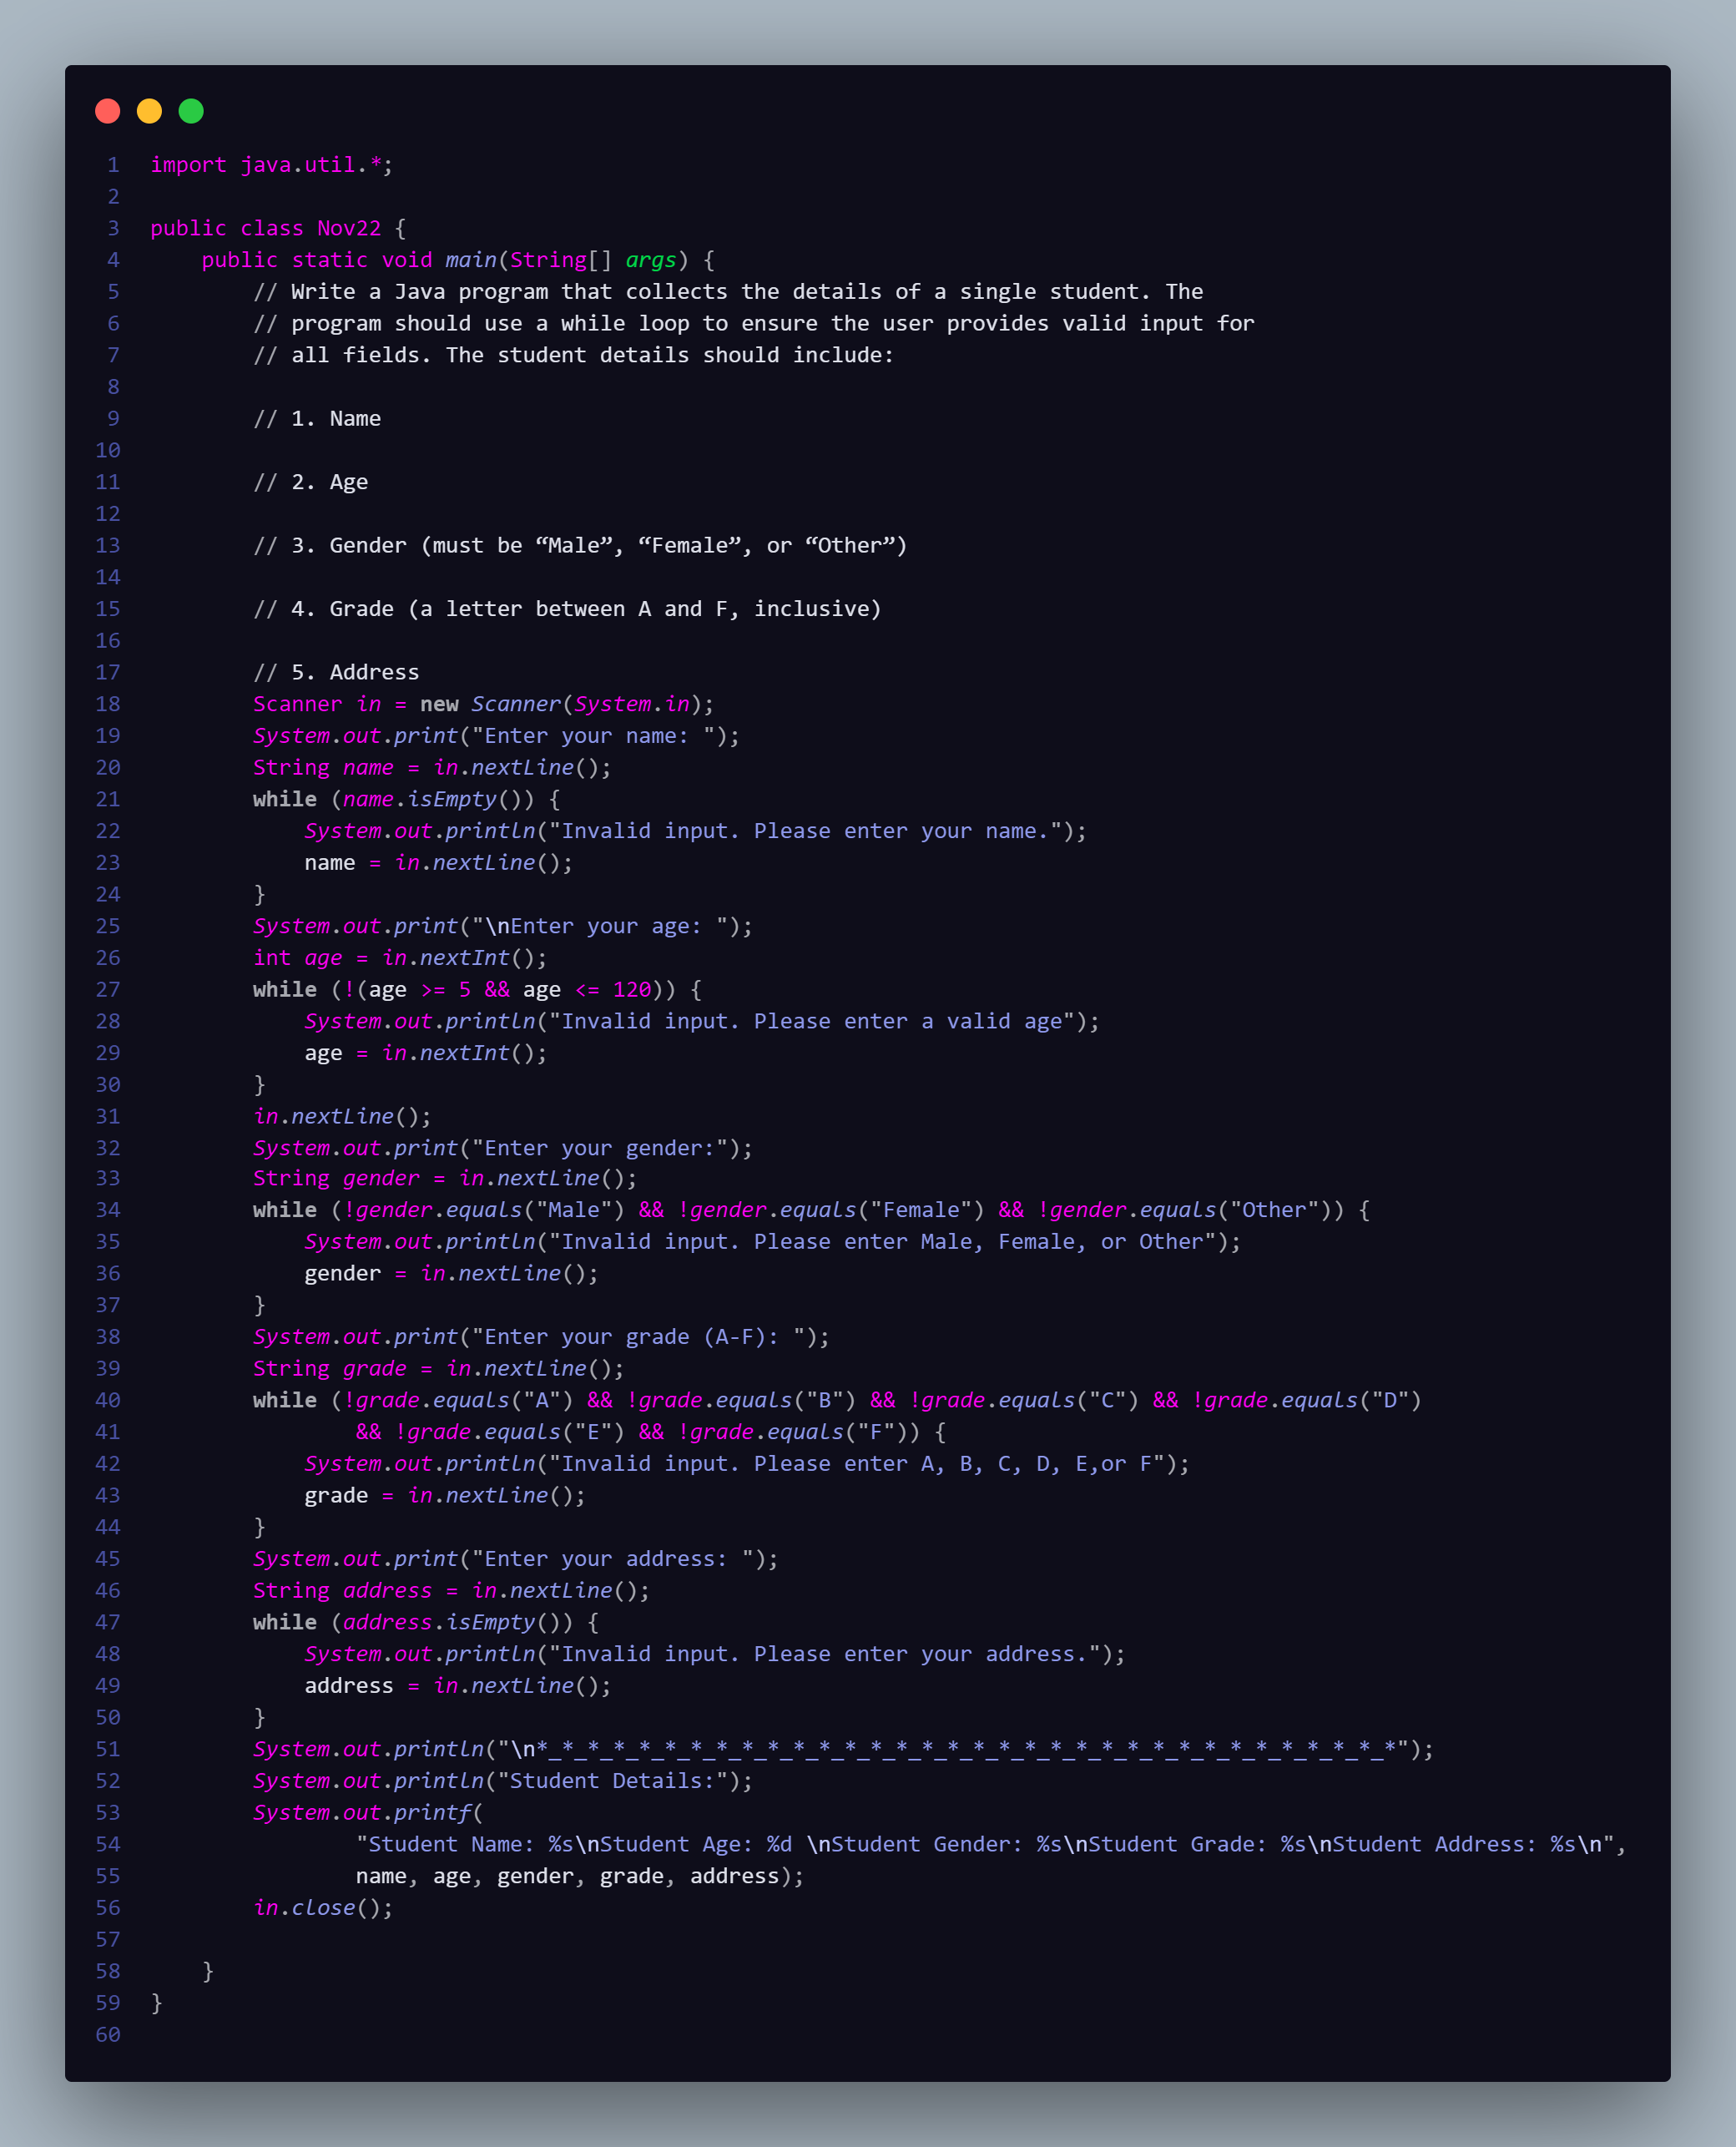 1 import java.util.*;
2
3 public class Nov22 {
4     public static void main(String[] args) {
5         // Write a Java program that collects the details of a single student. The
6         // program should use a while loop to ensure the user provides valid input for
7         // all fields. The student details should include:
8
9         // 1. Name
10
11         // 2. Age
12
13         // 3. Gender (must be “Male”, “Female”, or “Other”)
14
15         // 4. Grade (a letter between A and F, inclusive)
16
17         // 5. Address
18         Scanner in = new Scanner(System.in);
19         System.out.print("Enter your name: ");
20         String name = in.nextLine();
21         while (name.isEmpty()) {
22             System.out.println("Invalid input. Please enter your name.");
23             name = in.nextLine();
24         }
25         System.out.print("\nEnter your age: ");
26         int age = in.nextInt();
27         while (!(age >= 5 && age <= 120)) {
28             System.out.println("Invalid input. Please enter a valid age");
29             age = in.nextInt();
30         }
31         in.nextLine();
32         System.out.print("Enter your gender:");
33         String gender = in.nextLine();
34         while (!gender.equals("Male") && !gender.equals("Female") && !gender.equals("Other")) {
35             System.out.println("Invalid input. Please enter Male, Female, or Other");
36             gender = in.nextLine();
37         }
38         System.out.print("Enter your grade (A-F): ");
39         String grade = in.nextLine();
40         while (!grade.equals("A") && !grade.equals("B") && !grade.equals("C") && !grade.equals("D")
41                 && !grade.equals("E") && !grade.equals("F")) {
42             System.out.println("Invalid input. Please enter A, B, C, D, E,or F");
43             grade = in.nextLine();
44         }
45         System.out.print("Enter your address: ");
46         String address = in.nextLine();
47         while (address.isEmpty()) {
48             System.out.println("Invalid input. Please enter your address.");
49             address = in.nextLine();
50         }
51         System.out.println("\n*_*_*_*_*_*_*_*_*_*_*_*_*_*_*_*_*_*_*_*_*_*_*_*_*_*_*_*_*_*_*_*_*_*");
52         System.out.println("Student Details:");
53         System.out.printf(
54                 "Student Name: %s\nStudent Age: %d \nStudent Gender: %s\nStudent Grade: %s\nStudent Address: %s\n",
55                 name, age, gender, grade, address);
56         in.close();
57
58     }
59 }
60